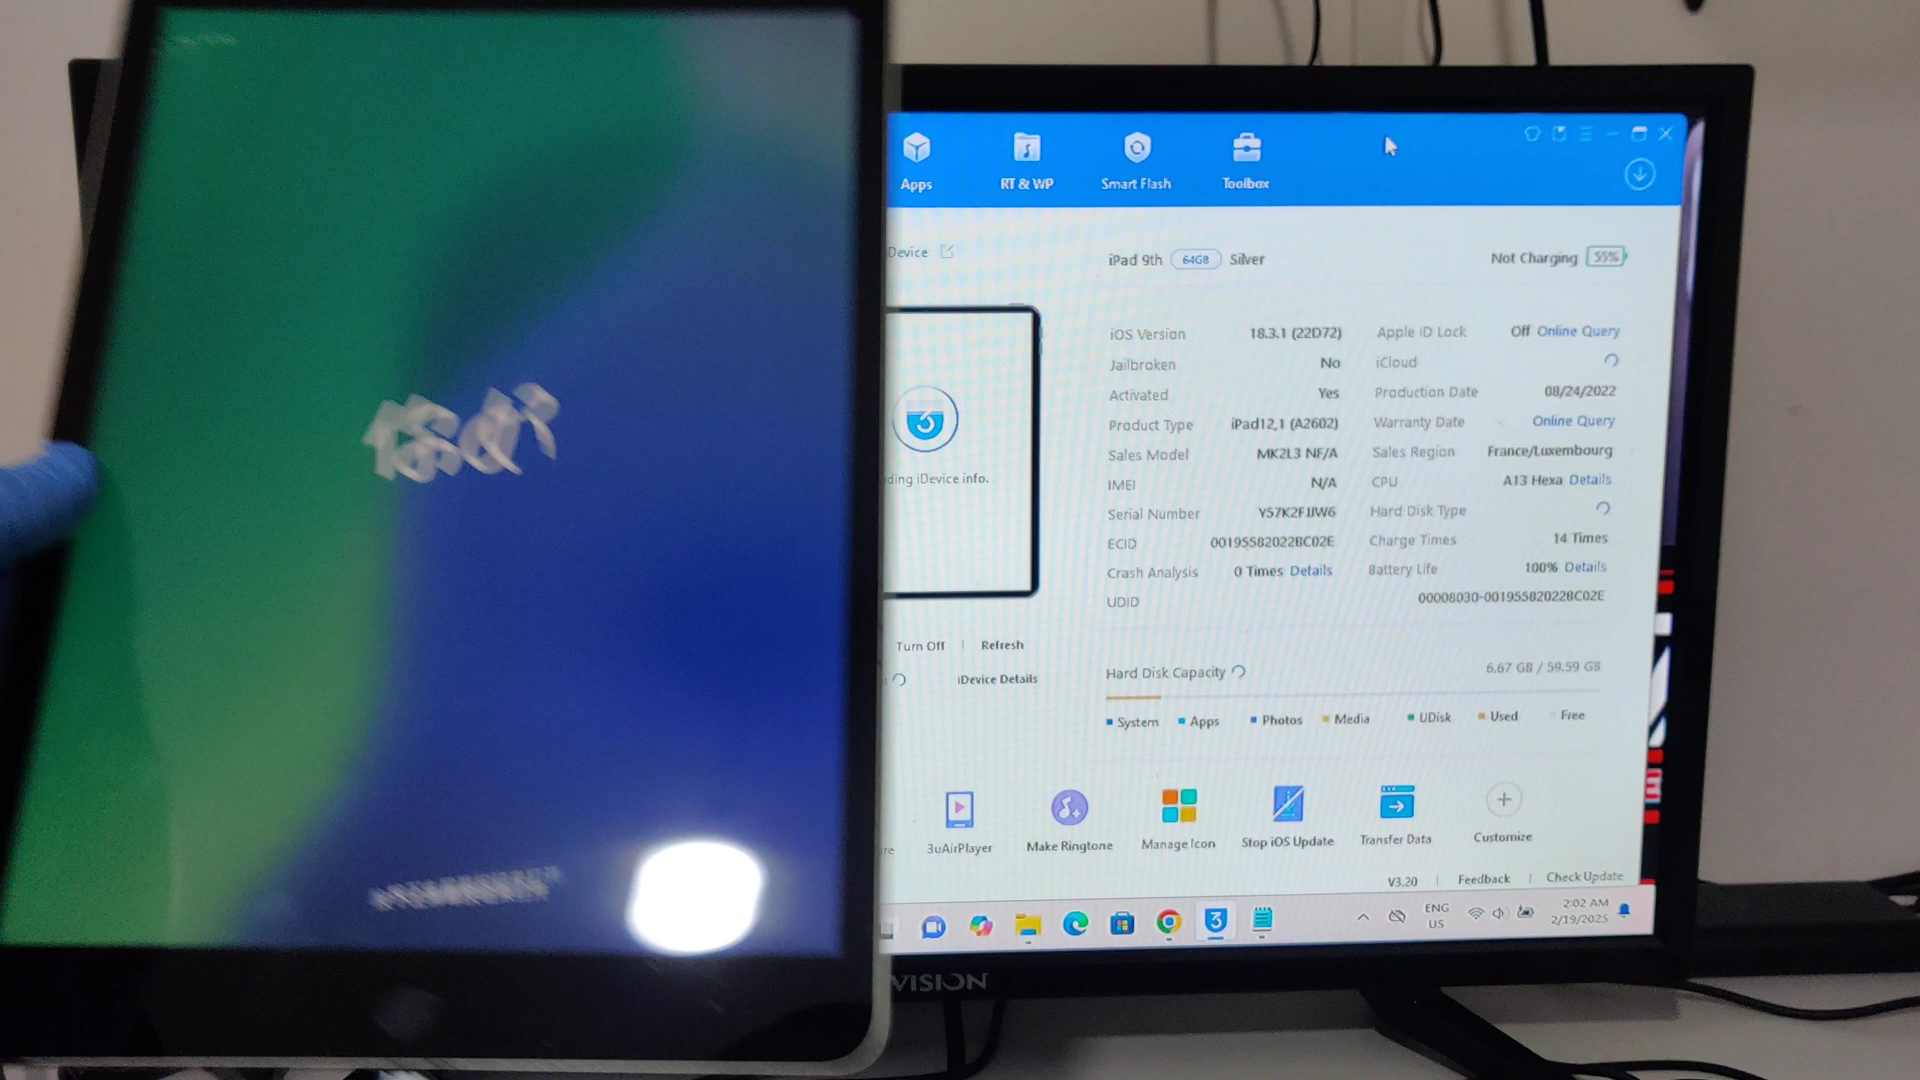 Apps RT & WP Smart Flash Toolbox
Device
iPad 9th 64GB Silver Not Charging 55%
iOS Version 18.3.1 (22D72) Apple ID Lock Off Online Query
Jailbroken No iCloud
Activated Yes Production Date 08/24/2022
Product Type iPad12,1 (A2602) Warranty Date Online Query
Sales Model MK2L3 NF/A Sales Region France/Luxembourg
IMEI N/A CPU A13 Hexa Details
Serial Number Y57K2FJJW6 Hard Disk Type
ECID 001955820228C02E Charge Times 14 Times
Crash Analysis 0 Times Details Battery Life 100% Details
UDID 00008030-001955820228C02E
ding iDevice info.
Turn Off | Refresh
iDevice Details
Hard Disk Capacity 6.67 GB / 59.59 GB
System Apps Photos Media UDisk Used Free
re 3uAirPlayer Make Ringtone Manage Icon Stop iOS Update Transfer Data Customize
V3.20 | Feedback | Check Update
ENG
US
2:02 AM
2/19/2025
VISION